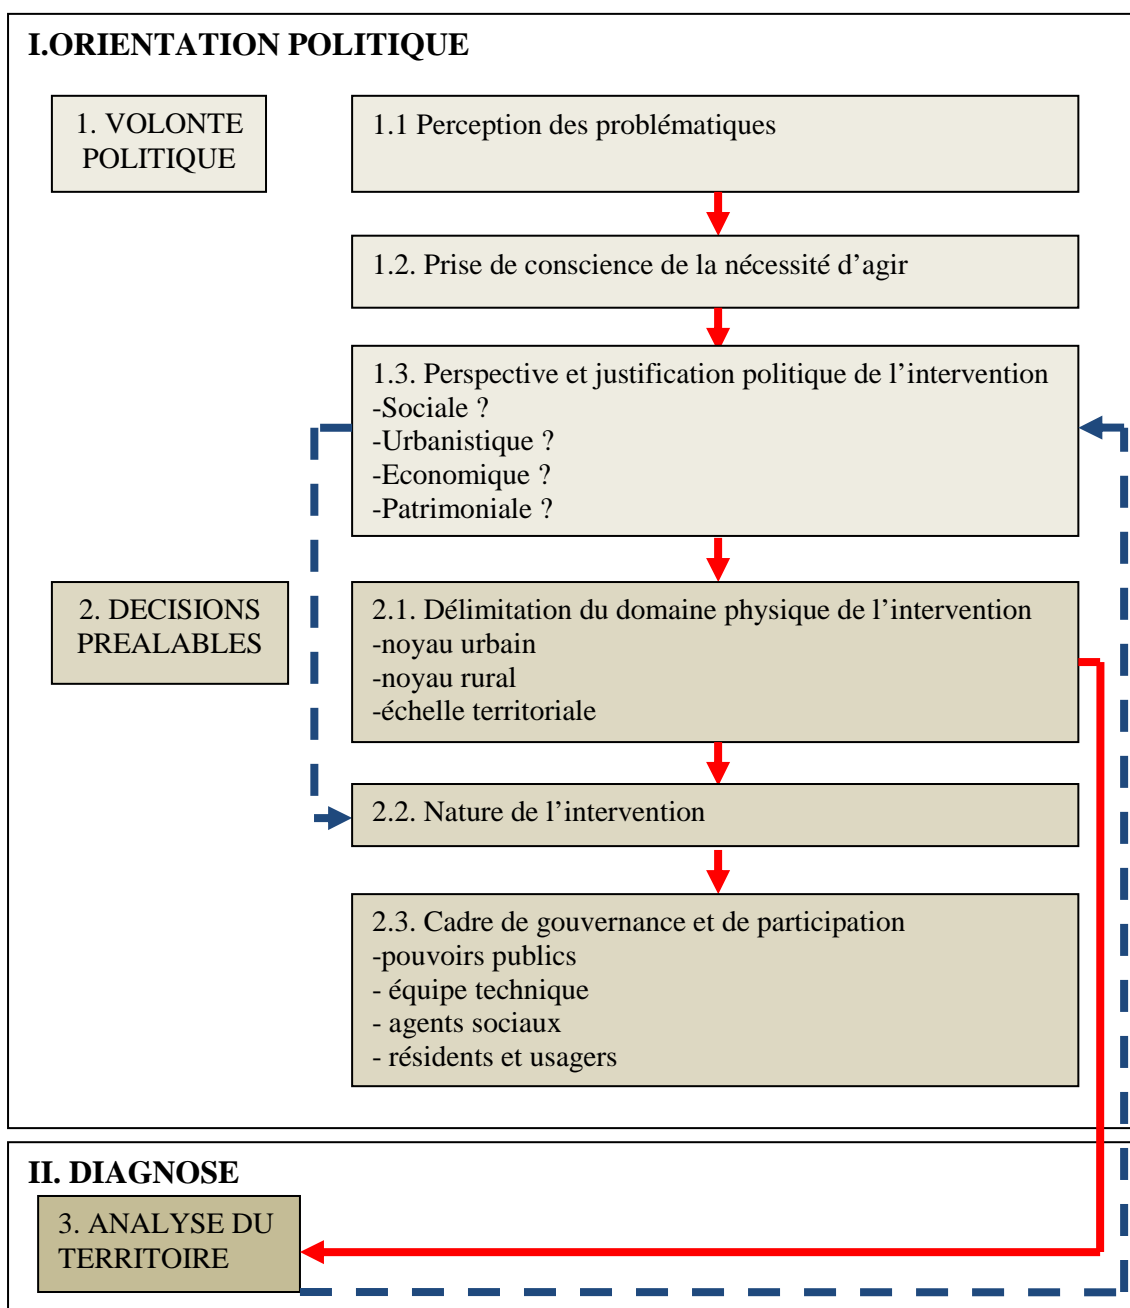 I.ORIENTATION POLITIQUE
1. VOLONTE
POLITIQUE
1.1 Perception des problématiques
1.2. Prise de conscience de la nécessité d’agir
1.3. Perspective et justification politique de l’intervention
-Sociale ?
-Urbanistique ?
-Economique ?
-Patrimoniale ?
2. DECISIONS
PREALABLES
2.1. Délimitation du domaine physique de l’intervention
-noyau urbain
-noyau rural
-échelle territoriale
2.2. Nature de l’intervention
2.3. Cadre de gouvernance et de participation
-pouvoirs publics
- équipe technique
- agents sociaux
- résidents et usagers
II. DIAGNOSE
3. ANALYSE DU
TERRITOIRE